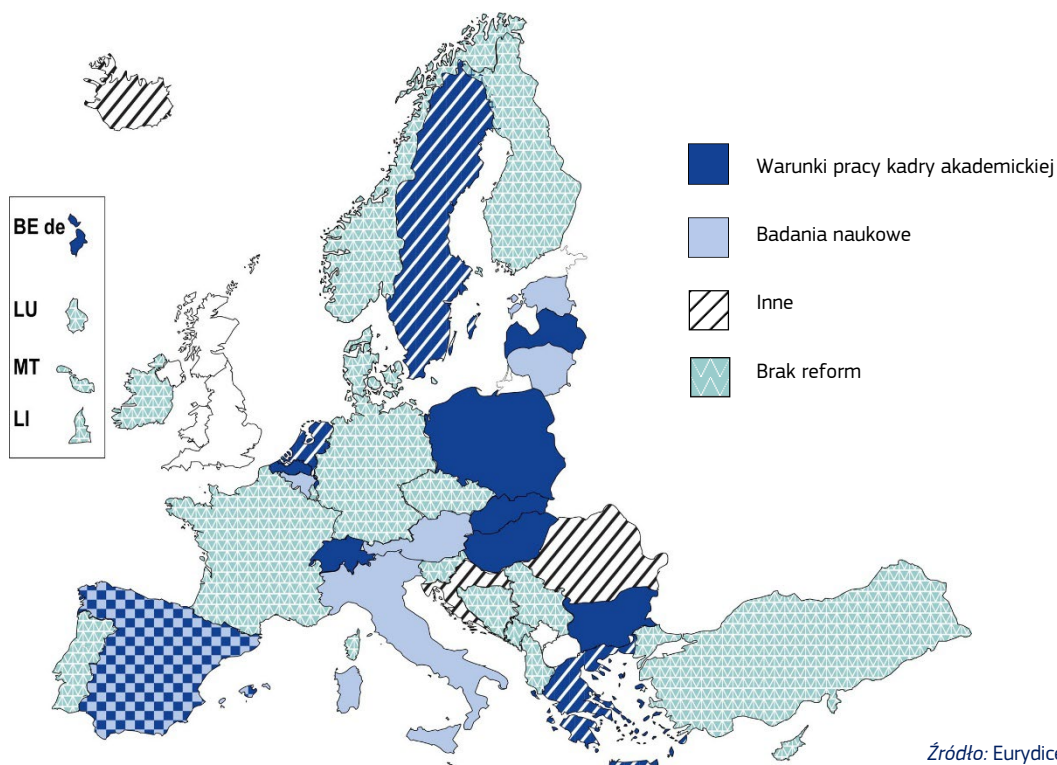 BE de
LU
MT
LI
Warunki pracy kadry akademickiej
Badania naukowe
Inne
Brak reform
Źródło: Eurydice